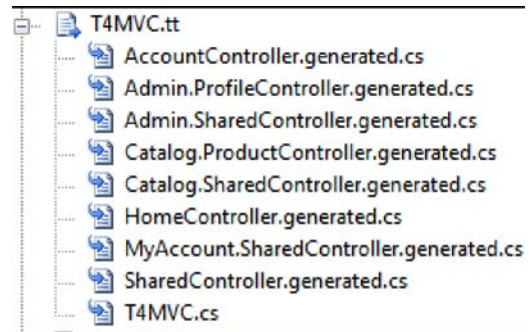 T4MVC.tt
AccountController.generated.cs
Admin.ProfileController.generated.cs
Admin.SharedController.generated.cs
Catalog.ProductController.generated.cs
Catalog.SharedController.generated.cs
HomeController.generated.cs
MyAccount.SharedController.generated.cs
SharedController.generated.cs
T4MVC.cs